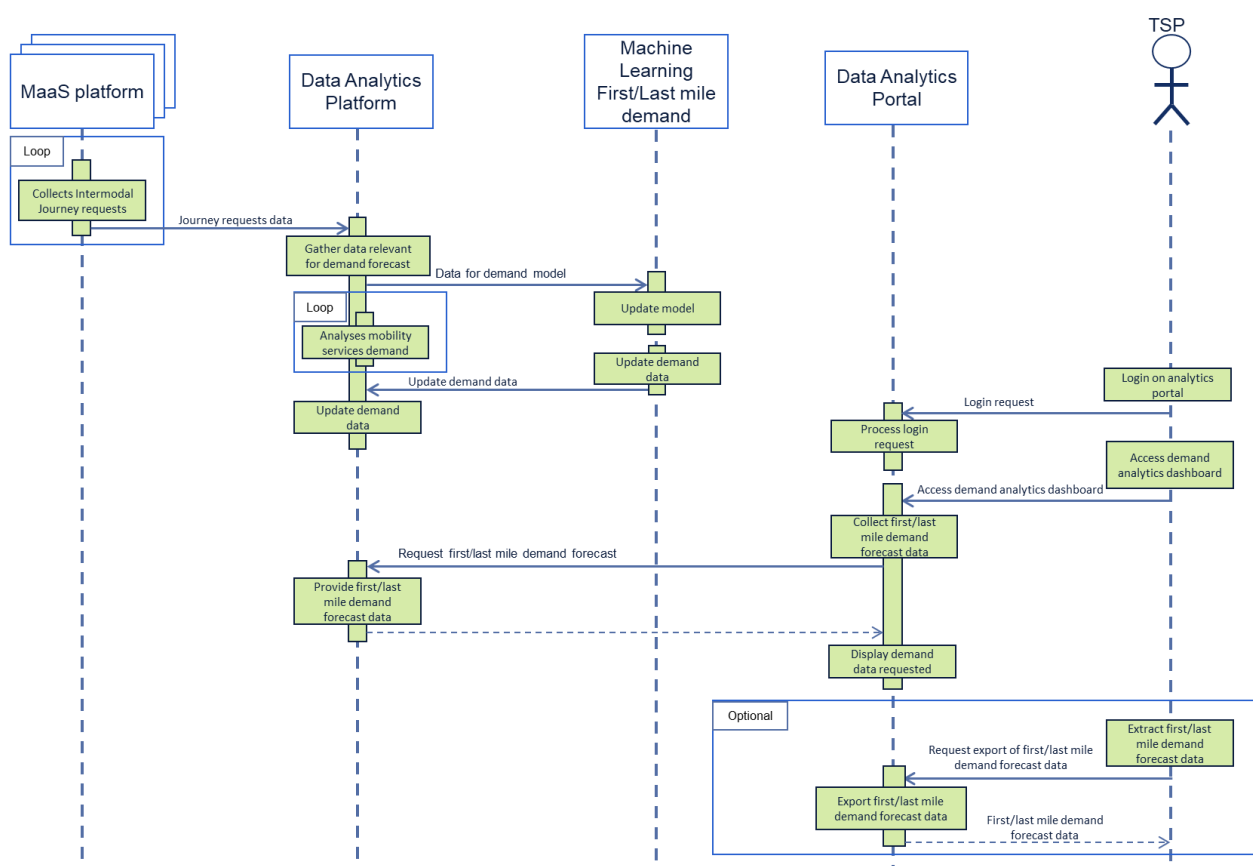 TSP
MaaS platform
Data Analytics
Platform
Machine
Learning
First/Last mile
demand
Data Analytics
Portal
Loop
Collects Intermodal
Journey requests
Journey requests data
Gather data relevant
for demand forecast
Data for demand model
Update model
Loop
Analyses mobility
services demand
Update demand
data
Update demand data
Update demand
data
Login on analytics
portal
Login request
Process login
request
Access demand
analytics dashboard
Access demand analytics dashboard
Collect first/last
mile demand
forecast data
Request first/last mile demand forecast
Provide first/last
mile demand
forecast data
Display demand
data requested
Optional
Extract first/last
mile demand
forecast data
Request export of first/last mile
demand forecast data
Export first/last mile
demand forecast data
First/last mile demand
forecast data